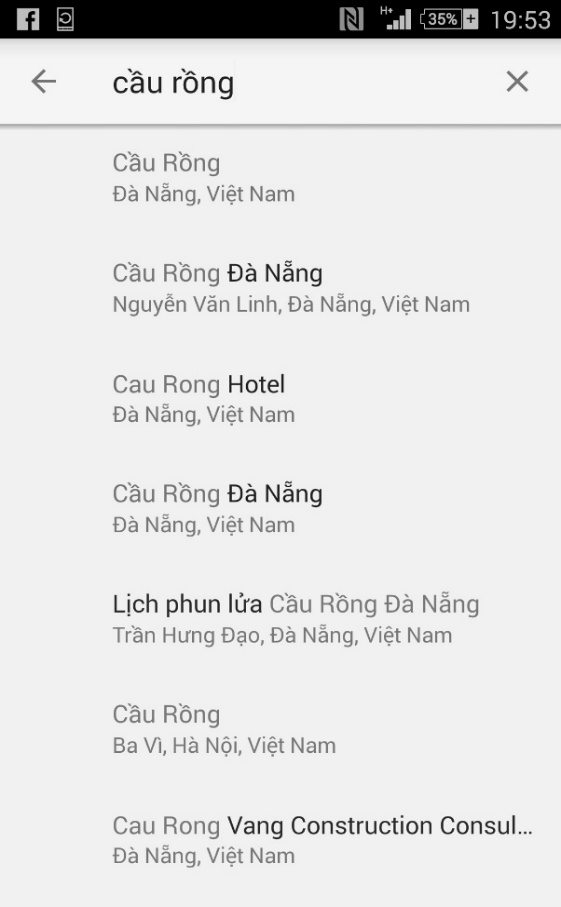 H+ 35% 19:53
cầu rồng
Cầu Rồng
Đà Nẵng, Việt Nam
Cầu Rồng Đà Nẵng
Nguyễn Văn Linh, Đà Nẵng, Việt Nam
Cau Rong Hotel
Đà Nẵng, Việt Nam
Cầu Rồng Đà Nẵng
Đà Nẵng, Việt Nam
Lịch phun lửa Cầu Rồng Đà Nẵng
Trần Hưng Đạo, Đà Nẵng, Việt Nam
Cầu Rồng
Ba Vì, Hà Nội, Việt Nam
Cau Rong Vang Construction Consul...
Đà Nẵng, Việt Nam